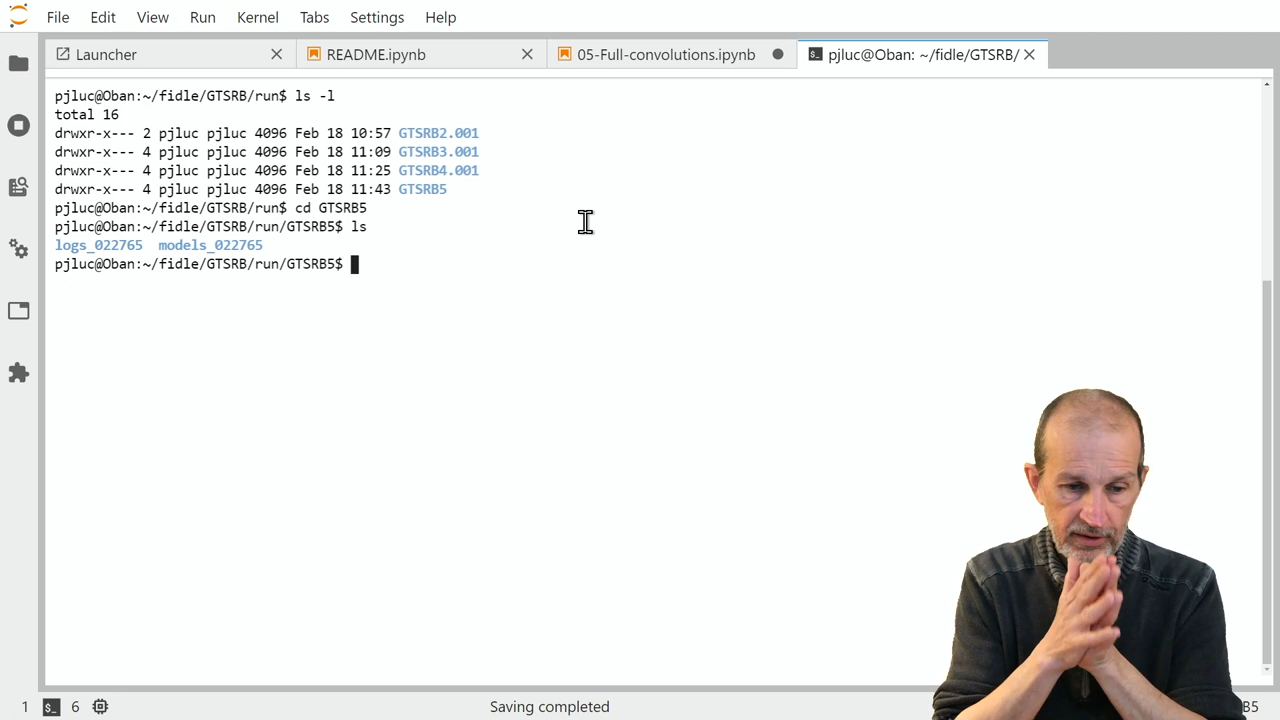 File Edit View Run Kernel Tabs Settings Help
Launcher README.ipynb 05-Full-convolutions.ipynb pjluc@Oban: ~/fidle/GTSRB/
pjluc@Oban:~/fidle/GTSRB/run$ ls -l
total 16
drwxr-x--- 2 pjluc pjluc 4096 Feb 18 10:57 GTSRB2.001
drwxr-x--- 4 pjluc pjluc 4096 Feb 18 11:09 GTSRB3.001
drwxr-x--- 4 pjluc pjluc 4096 Feb 18 11:25 GTSRB4.001
drwxr-x--- 4 pjluc pjluc 4096 Feb 18 11:43 GTSRB5
pjluc@Oban:~/fidle/GTSRB/run$ cd GTSRB5
pjluc@Oban:~/fidle/GTSRB/run/GTSRB5$ ls
logs_022765 models_022765
pjluc@Oban:~/fidle/GTSRB/run/GTSRB5$
1 $_ 6 Saving completed B5